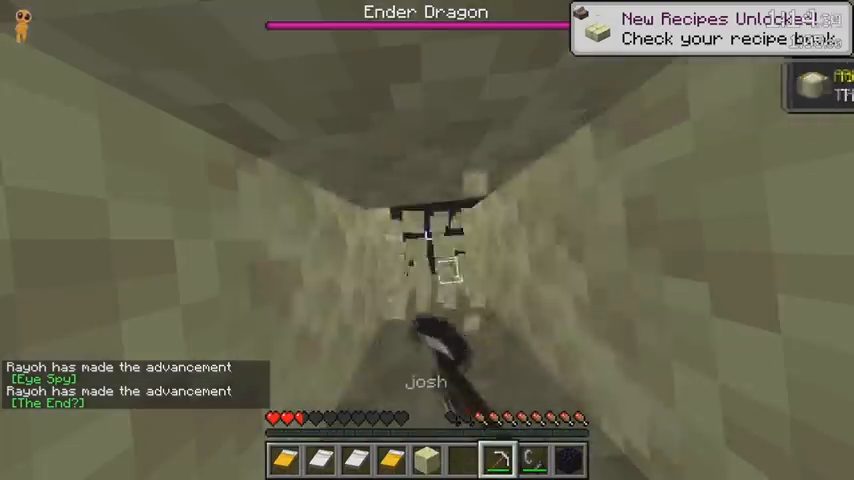 Ender Dragon
New Recipes Unlocked!
Check your recipe book
Rayoh has made the advancement
[Eye Spy]
Rayoh has made the advancement
[The End?]
josh